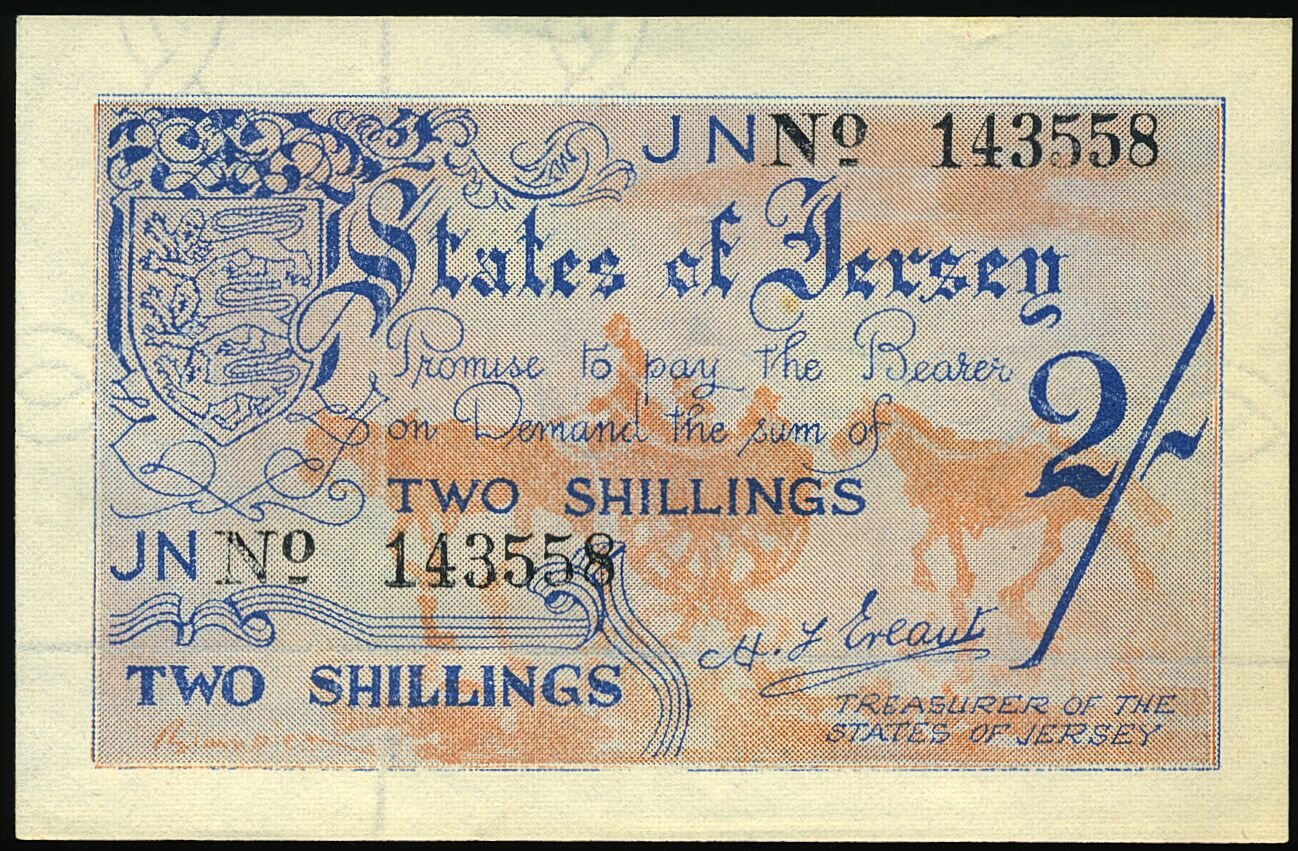 JN Nº 143558
States of Jersey
Promise to pay the Bearer
on Demand the sum of
2/-
TWO SHILLINGS
JN Nº 143558
H. F. Ereaut
TWO SHILLINGS
TREASURER OF THE
STATES OF JERSEY